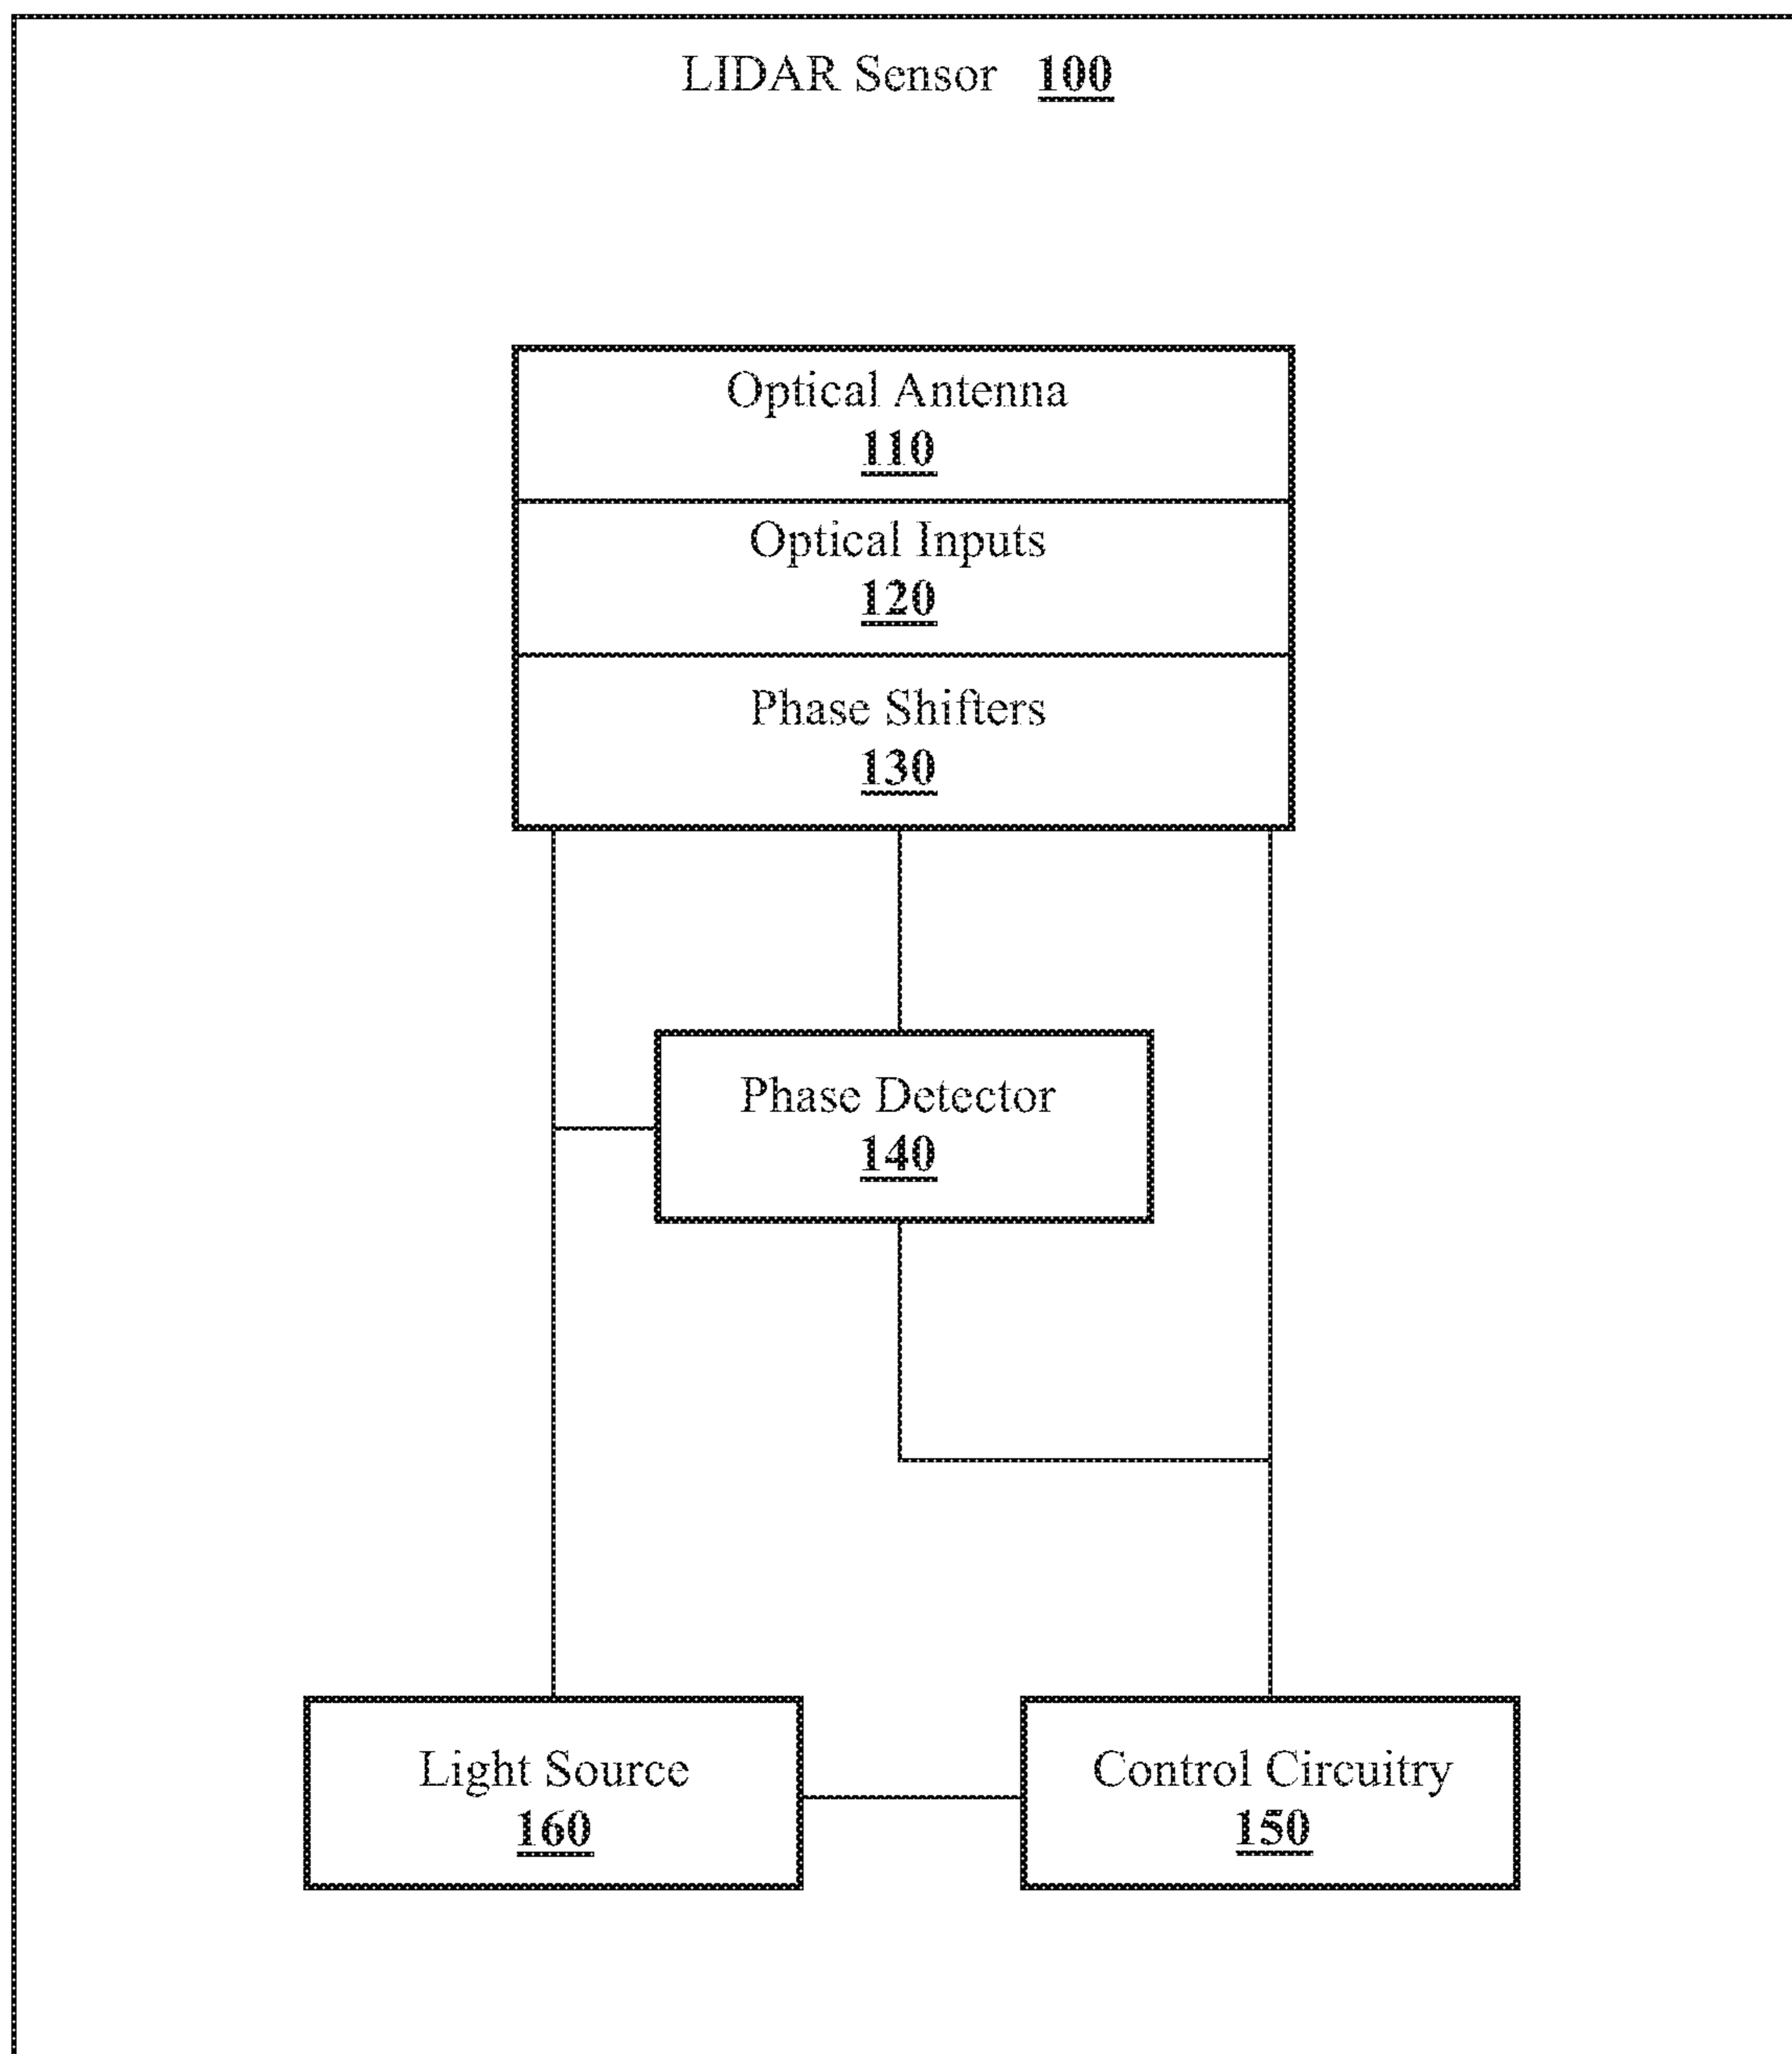 LIDAR Sensor 100
Optical Antenna
110
Optical Inputs
120
Phase Shifters
130
Phase Detector
140
Light Source
160
Control Circuitry
150